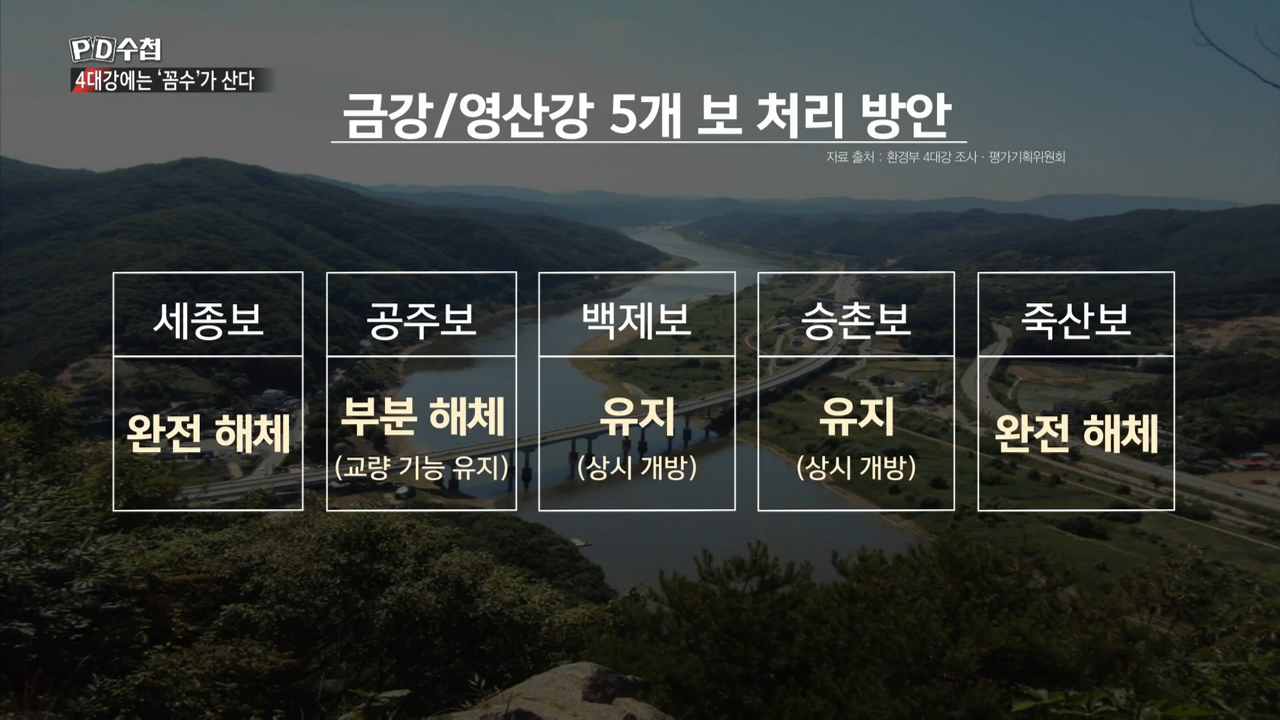 PD수첩
4대강에는 '꼼수'가 산다
금강/영산강 5개 보 처리 방안
자료 출처 : 환경부 4대강 조사 · 평가기획위원회
세종보
완전 해체
공주보
부분 해체
(교량 기능 유지)
백제보
유지
(상시 개방)
승촌보
유지
(상시 개방)
죽산보
완전 해체